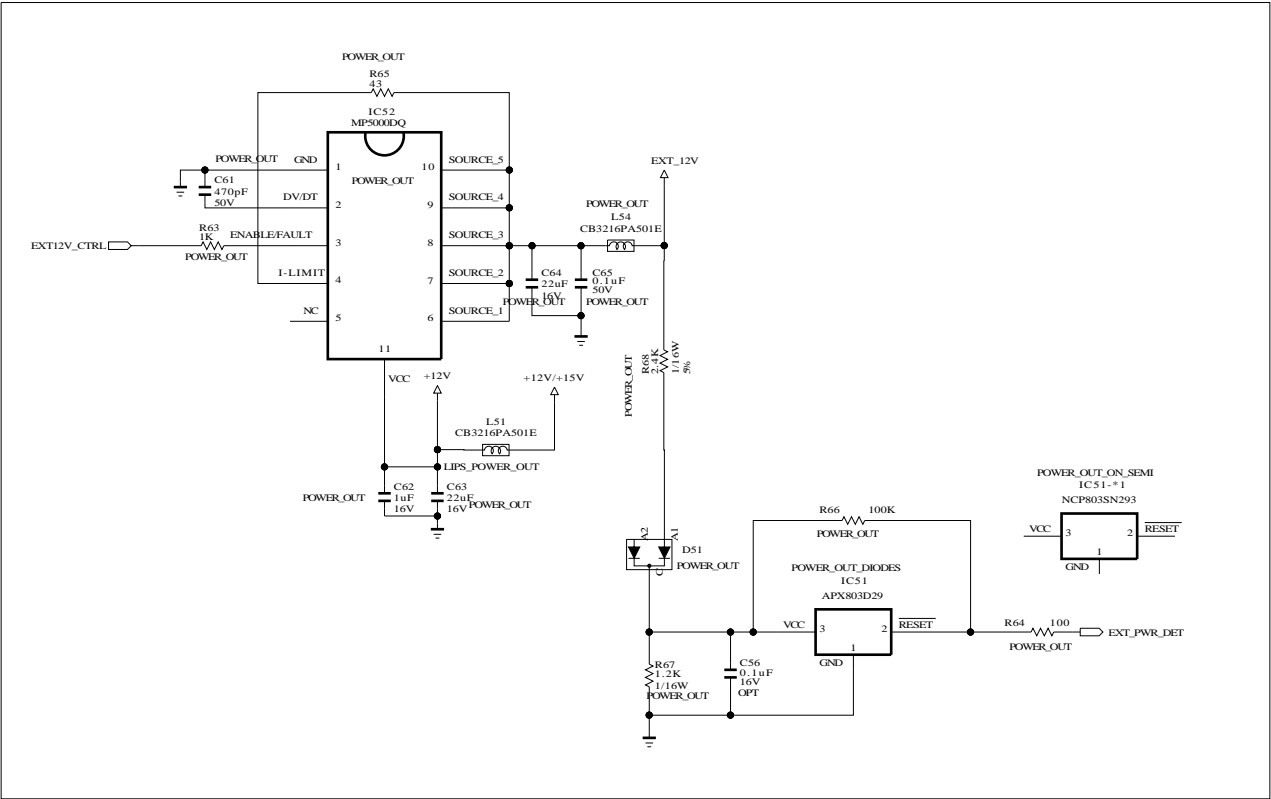 POWER_OUT
R65
43
IC52
MP5000DQ
POWER_OUT
GND
1
10
SOURCE_5
C61
470pF
50V
POWER_OUT
DV/DT
2
9
SOURCE_4
R63
1K
ENABLE/FAULT
3
8
SOURCE_3
EXT12V_CTRL
POWER_OUT
I-LIMIT
4
7
SOURCE_2
NC
5
6
SOURCE_1
11
VCC
EXT_12V
POWER_OUT
L54
CB3216PA501E
C64
22uF
16V
POWER_OUT
C65
0.1uF
50V
POWER_OUT
+12V
+12V/+15V
L51
CB3216PA501E
LIPS_POWER_OUT
POWER_OUT
C62
1uF
16V
C63
22uF
16V
POWER_OUT
POWER_OUT
R68
2.4K
1/16W
5%
POWER_OUT_ON_SEMI
IC51-*1
NCP803SN293
VCC
3
2
RESET
1
GND
R66
100K
POWER_OUT
A2
A1
D51
POWER_OUT
C
POWER_OUT_DIODES
IC51
APX803D29
VCC
3
2
RESET
1
GND
R64
100
EXT_PWR_DET
POWER_OUT
R67
1.2K
1/16W
POWER_OUT
C56
0.1uF
16V
OPT